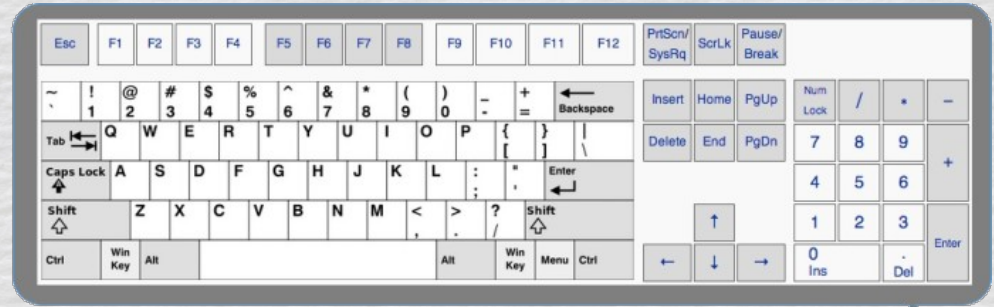 Esc F1 F2 F3 F4 F5 F6 F7 F8 F9 F10 F11 F12 PrtScn/ SysRq ScrLk Pause/ Break
~ ` ! 1 @ 2 # 3 $ 4 % 5 ^ 6 & 7 * 8 ( 9 ) 0 _ - + = ← Backspace Insert Home PgUp Num Lock / * -
Tab Q W E R T Y U I O P { [ } ] | \ Delete End PgDn 7 8 9 +
Caps Lock A S D F G H J K L : ; " ' Enter 4 5 6
Shift Z X C V B N M < , > . ? / Shift ↑ 1 2 3 Enter
Ctrl Win Key Alt Alt Win Key Menu Ctrl ← ↓ → 0 Ins . Del